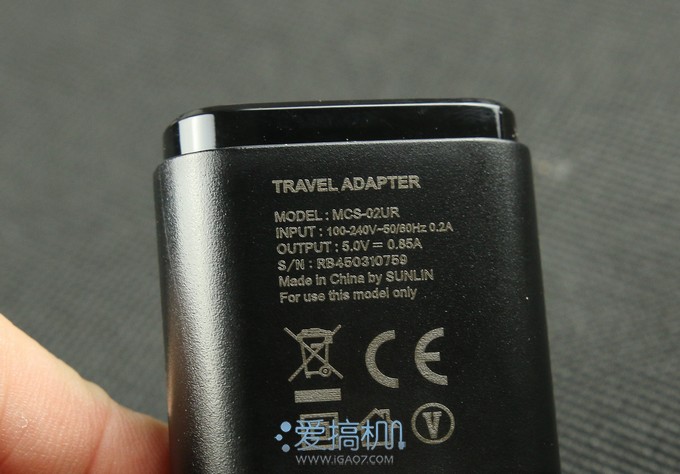 TRAVEL ADAPTER
MODEL : MCS-02UR
INPUT : 100-240V~50/60Hz 0.2A
OUTPUT : 5.0V ⎓ 0.85A
S/N : RB450310759
Made in China by SUNLIN
For use this model only
CE
V
爱搞机
WWW.IGAO7.COM